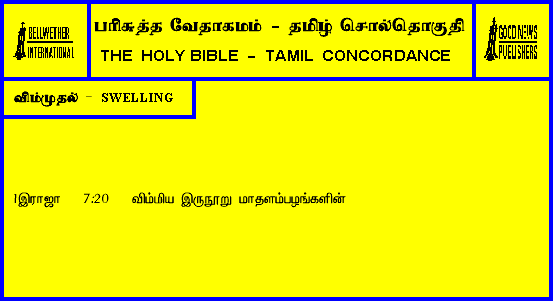 BELLWETHER
INTERNATIONAL
பரிசுத்த வேதாகமம் - தமிழ் சொல்தொகுதி
THE HOLY BIBLE - TAMIL CONCORDANCE
GOOD NEWS
PUBLISHERS
விம்முதல் - SWELLING
1இராஜா 7:20 விம்மிய இருநூறு மாதளம்பழங்களின்